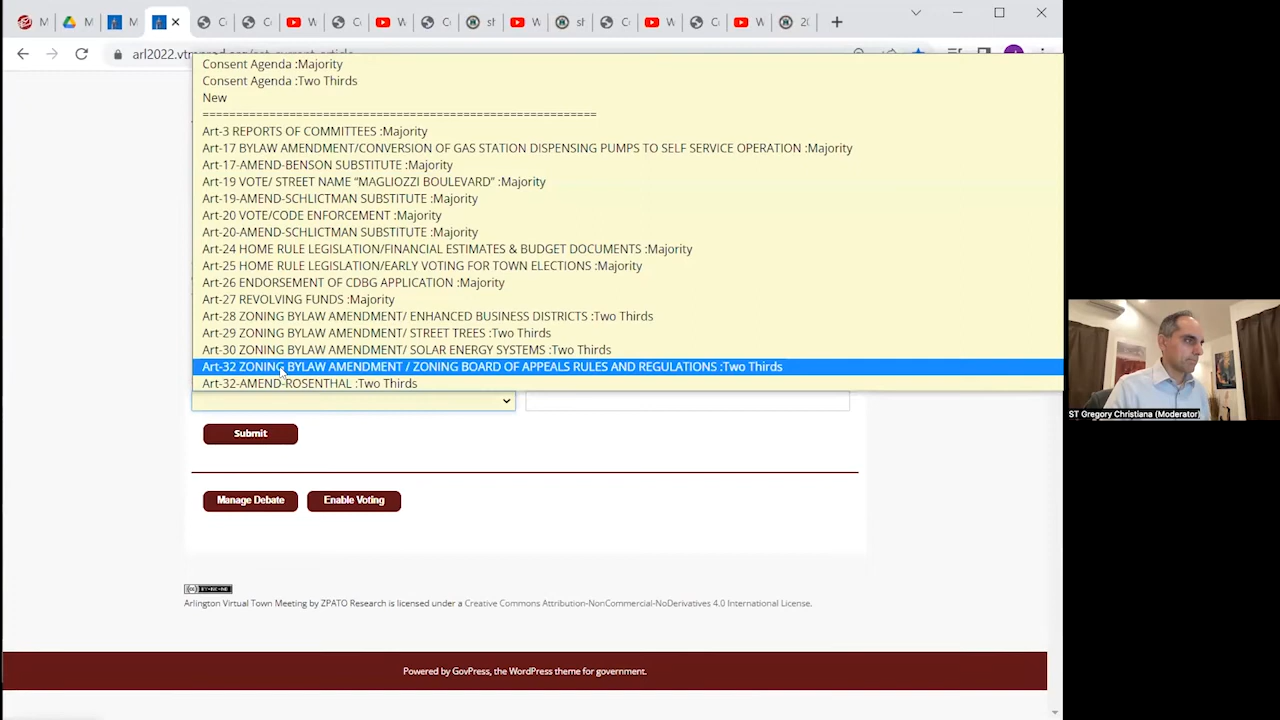 M
M
M
C
C
W
C
W
C
st
W
st
C
W
C
W
20
arl2022.vt
Consent Agenda :Majority
Consent Agenda :Two Thirds
New
============================================================
Art-3 REPORTS OF COMMITTEES :Majority
Art-17 BYLAW AMENDMENT/CONVERSION OF GAS STATION DISPENSING PUMPS TO SELF SERVICE OPERATION :Majority
Art-17-AMEND-BENSON SUBSTITUTE :Majority
Art-19 VOTE/ STREET NAME “MAGLIOZZI BOULEVARD” :Majority
Art-19-AMEND-SCHLICTMAN SUBSTITUTE :Majority
Art-20 VOTE/CODE ENFORCEMENT :Majority
Art-20-AMEND-SCHLICTMAN SUBSTITUTE :Majority
Art-24 HOME RULE LEGISLATION/FINANCIAL ESTIMATES & BUDGET DOCUMENTS :Majority
Art-25 HOME RULE LEGISLATION/EARLY VOTING FOR TOWN ELECTIONS :Majority
Art-26 ENDORSEMENT OF CDBG APPLICATION :Majority
Art-27 REVOLVING FUNDS :Majority
Art-28 ZONING BYLAW AMENDMENT/ ENHANCED BUSINESS DISTRICTS :Two Thirds
Art-29 ZONING BYLAW AMENDMENT/ STREET TREES :Two Thirds
Art-30 ZONING BYLAW AMENDMENT/ SOLAR ENERGY SYSTEMS :Two Thirds
Art-32 ZONING BYLAW AMENDMENT / ZONING BOARD OF APPEALS RULES AND REGULATIONS :Two Thirds
Art-32-AMEND-ROSENTHAL :Two Thirds
ST Gregory Christiana (Moderator)
Submit
Manage Debate
Enable Voting
Arlington Virtual Town Meeting by ZPATO Research is licensed under a Creative Commons Attribution-NonCommercial-NoDerivatives 4.0 International License.
Powered by GovPress, the WordPress theme for government.